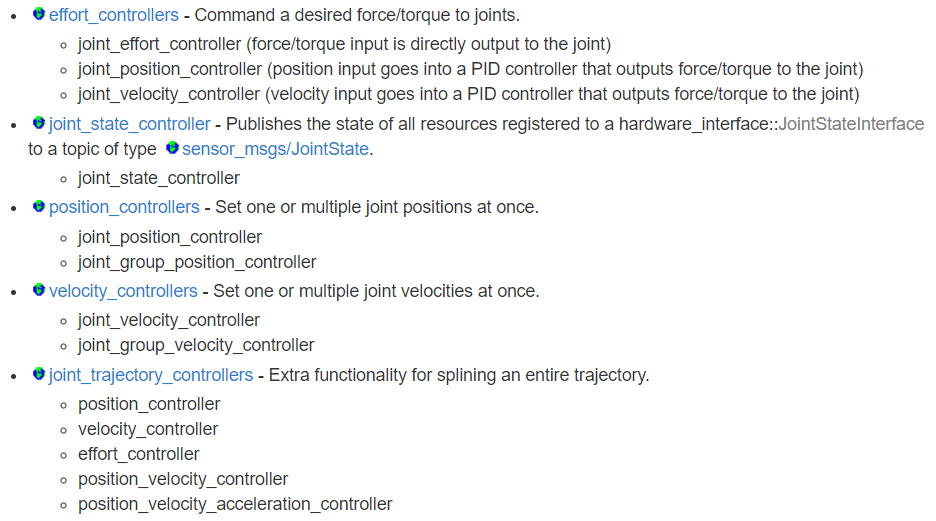 effort_controllers - Command a desired force/torque to joints.
joint_effort_controller (force/torque input is directly output to the joint)
joint_position_controller (position input goes into a PID controller that outputs force/torque to the joint)
joint_velocity_controller (velocity input goes into a PID controller that outputs force/torque to the joint)
joint_state_controller - Publishes the state of all resources registered to a hardware_interface::JointStateInterface
to a topic of type sensor_msgs/JointState.
joint_state_controller
position_controllers - Set one or multiple joint positions at once.
joint_position_controller
joint_group_position_controller
velocity_controllers - Set one or multiple joint velocities at once.
joint_velocity_controller
joint_group_velocity_controller
joint_trajectory_controllers - Extra functionality for splining an entire trajectory.
position_controller
velocity_controller
effort_controller
position_velocity_controller
position_velocity_acceleration_controller